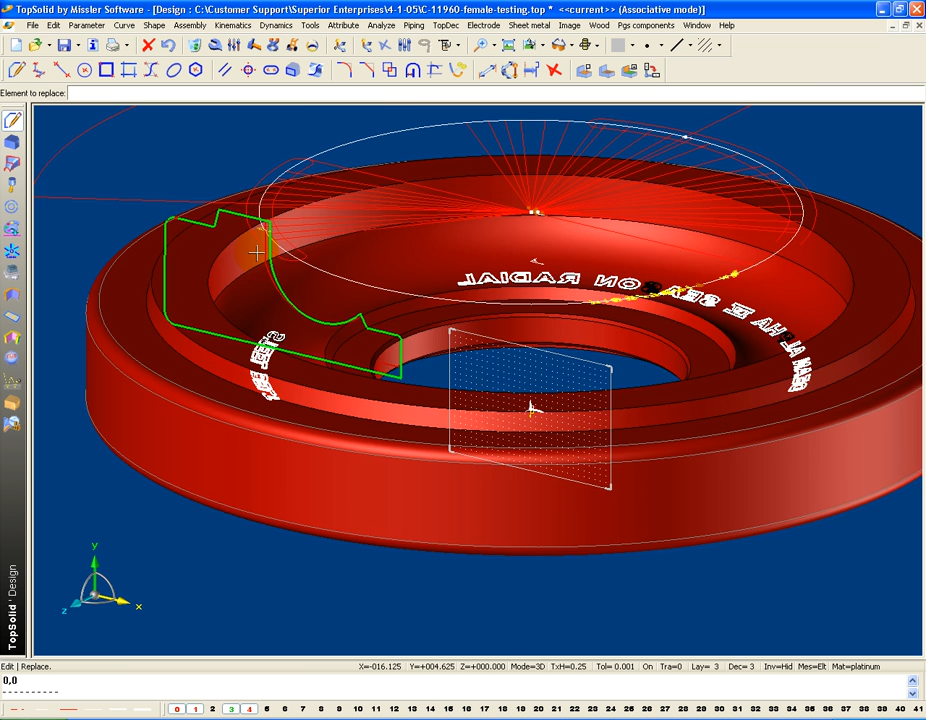 TopSolid by Missler Software - [Design : C:\Customer Support\Superior Enterprises\4-1-05\C-11960-female-testing.top *  <<current>> (Associative mode)]
File Edit Parameter Curve Shape Assembly Kinematics Dynamics Tools Attribute Analyze Piping TopDec Electrode Sheet metal Image Wood Pgs components Window Help
Element to replace:
ON RADIAL
y
z
x
TopSolid'Design
Edit | Replace.
X=-016.125 Y=+004.625 Z=+000.000 Mode=3D TxH=0.25 Tol= 0.001 On Tra=0 Lay= 3 Dec= 3 Inv=Hid Mes=Elt Mat=platinum
0,0
----------
0 1 2 3 4 5 6 7 8 9 10 11 12 13 14 15 16 17 18 19 20 21 22 23 24 25 26 27 28 29 30 31 32 33 34 35 36 37 38 39 40 41